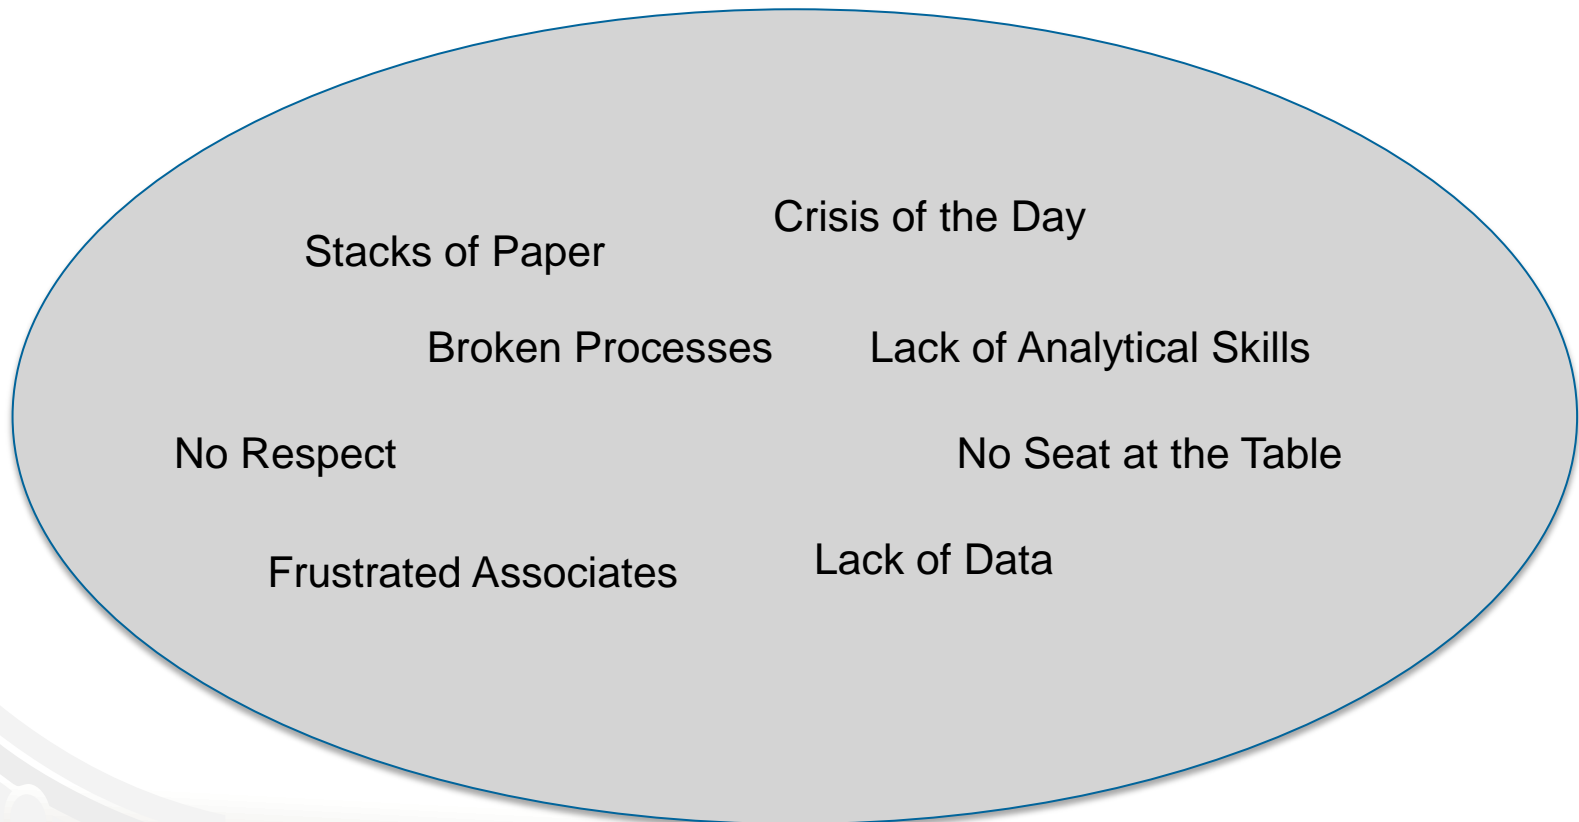 Crisis of the Day
Stacks of Paper
Broken Processes
Lack of Analytical Skills
No Respect
No Seat at the Table
Lack of Data
Frustrated Associates